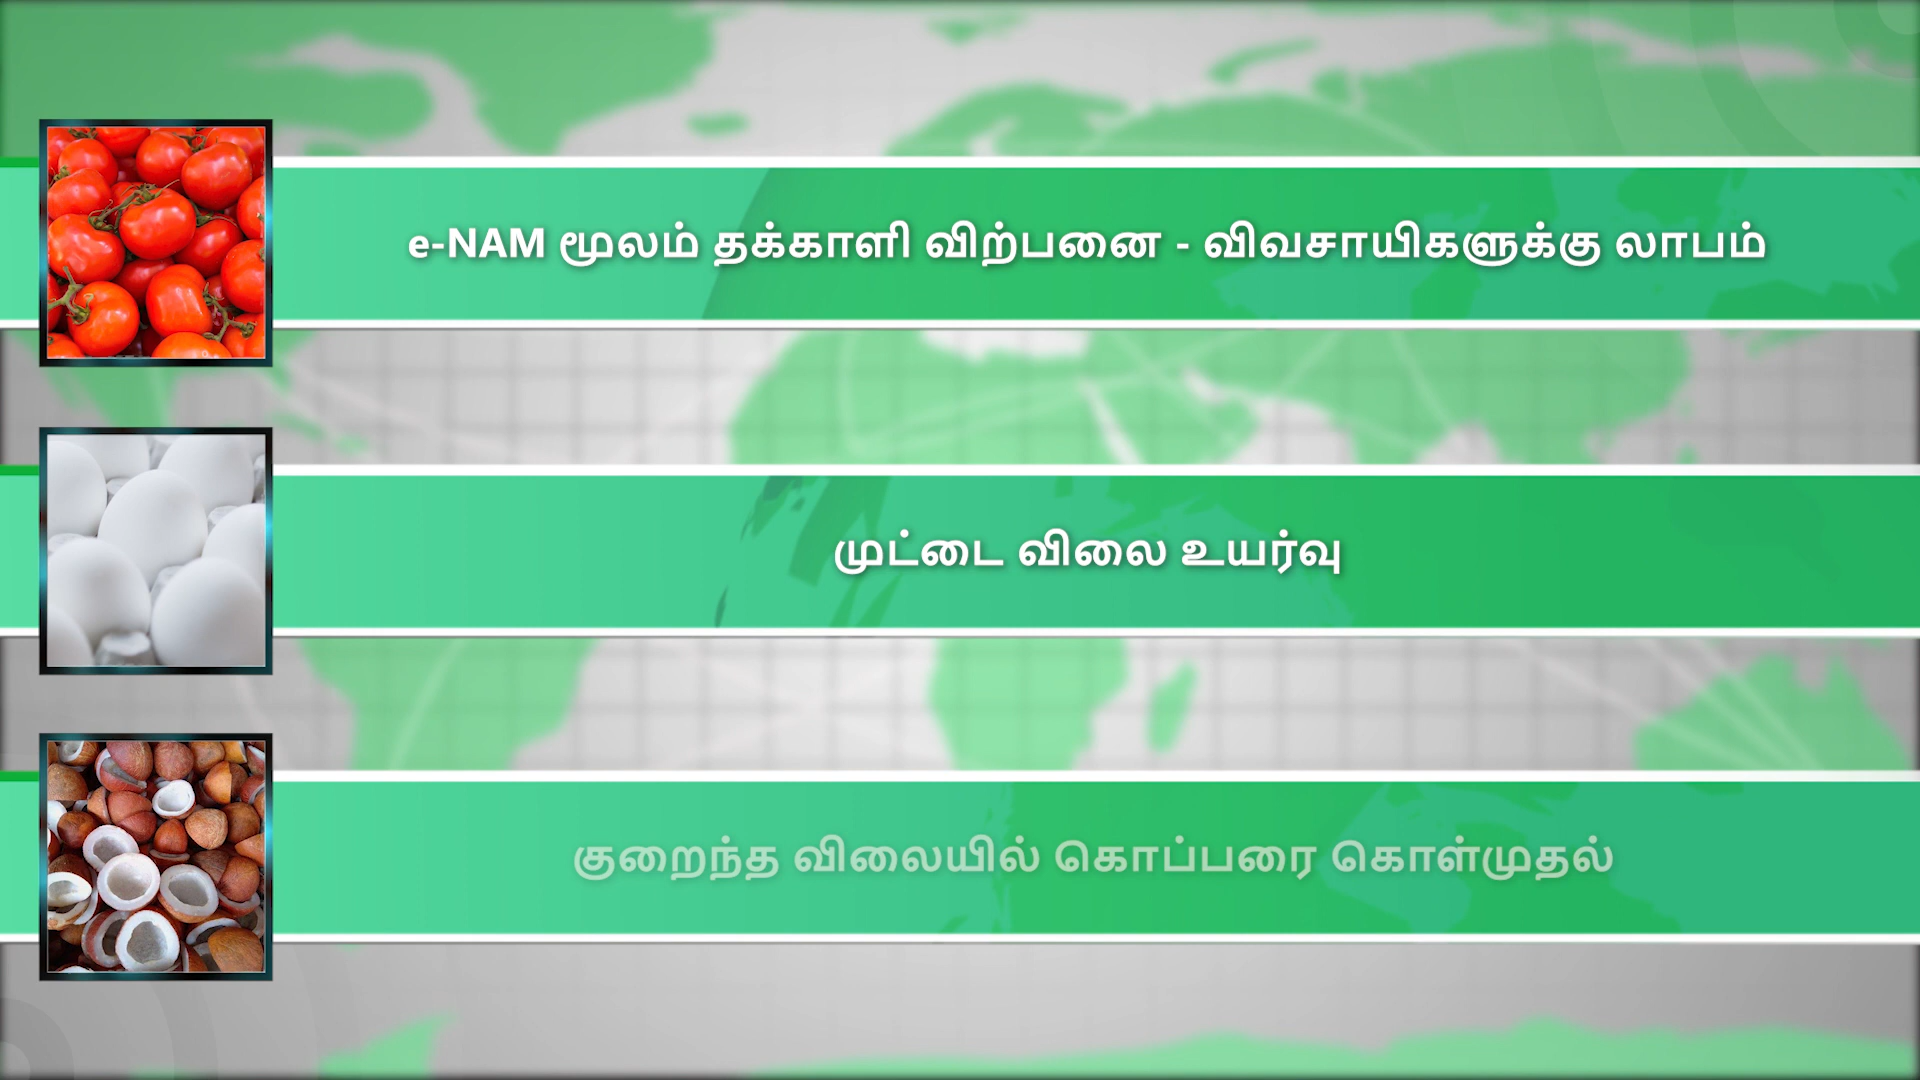 e-NAM மூலம் தக்காளி விற்பனை - விவசாயிகளுக்கு லாபம்
முட்டை விலை உயர்வு
குறைந்த விலையில் கொப்பரை கொள்முதல்